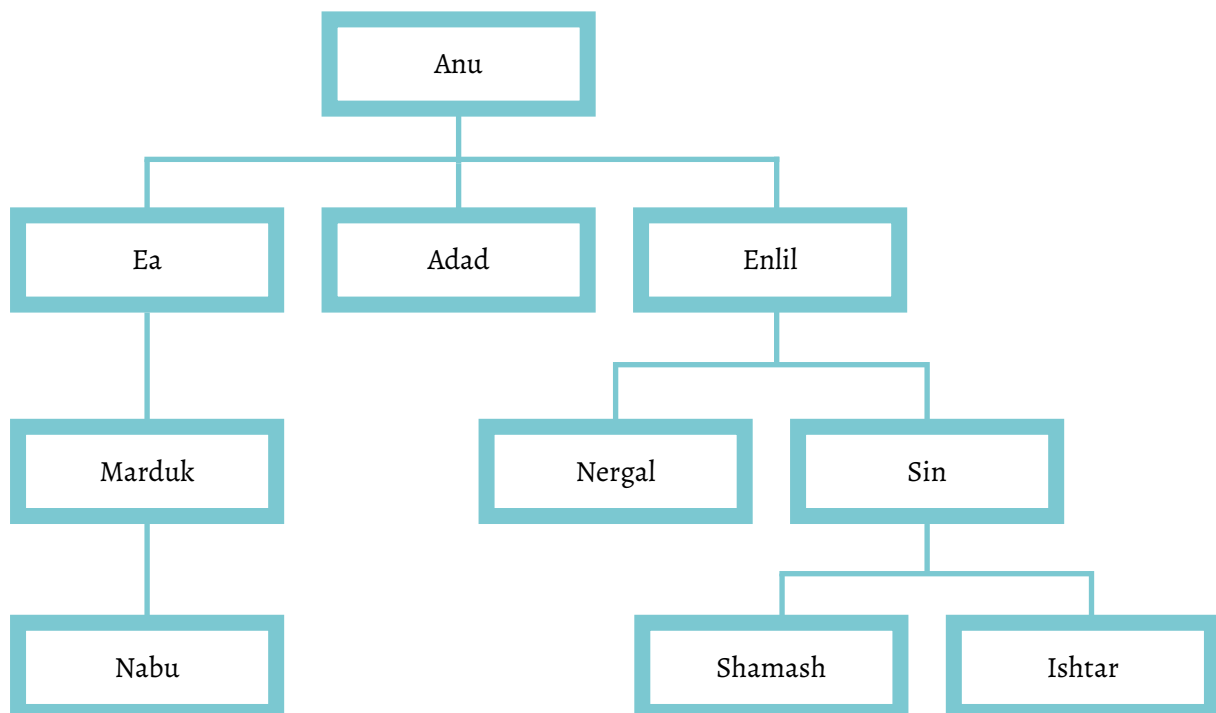 Anu
Ea
Adad
Enlil
Marduk
Nergal
Sin
Nabu
Shamash
Ishtar